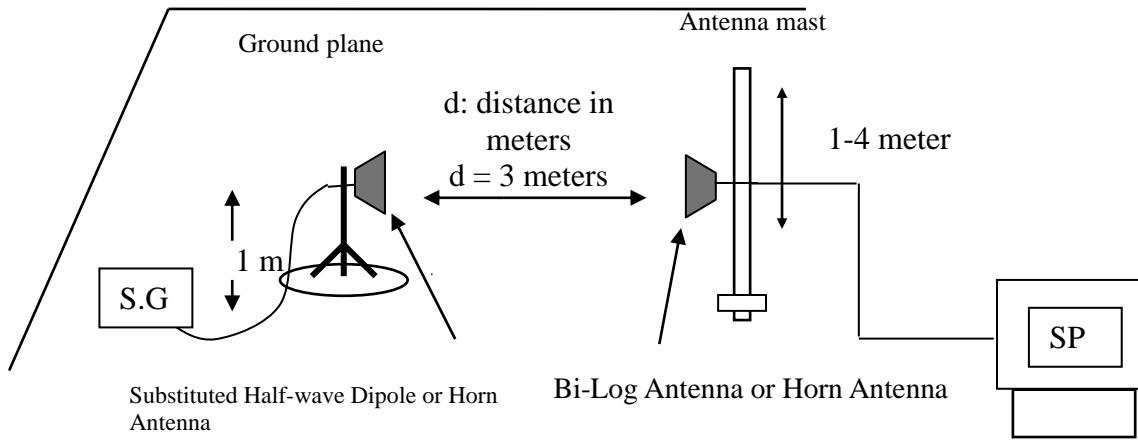 Ground plane
Antenna mast
d: distance in
meters
d = 3 meters
1-4 meter
1 m
S.G
SP
Substituted Half-wave Dipole or Horn
Antenna
Bi-Log Antenna or Horn Antenna